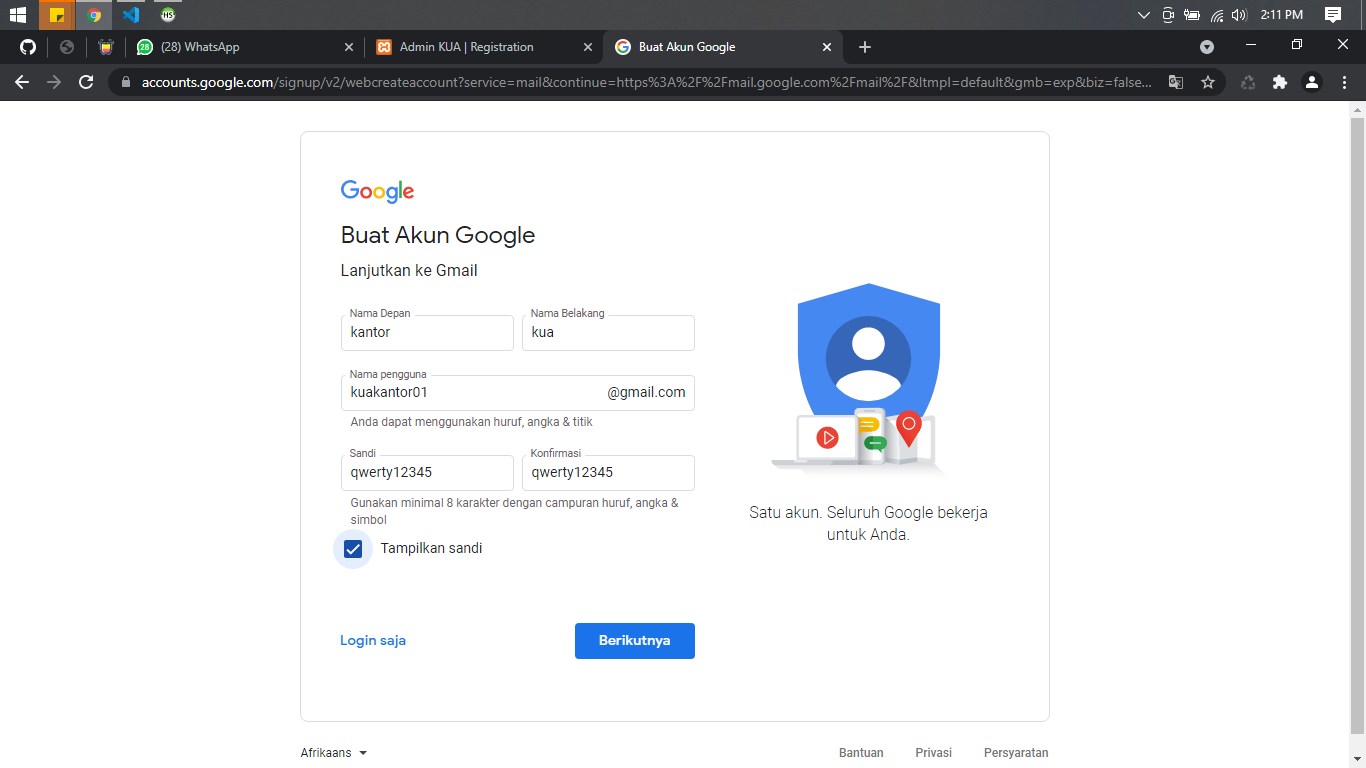 2:11 PM
(28) WhatsApp
Admin KUA | Registration
Buat Akun Google
accounts.google.com/signup/v2/webcreateaccount?service=mail&continue=https%3A%2F%2Fmail.google.com%2Fmail%2F&ltmpl=default&gmb=exp&biz=false...
Google
Buat Akun Google
Lanjutkan ke Gmail
Nama Depan
kantor
Nama Belakang
kua
Nama pengguna
kuakantor01 @gmail.com
Anda dapat menggunakan huruf, angka & titik
Sandi
qwerty12345
Konfirmasi
qwerty12345
Gunakan minimal 8 karakter dengan campuran huruf, angka &
simbol
Tampilkan sandi
Login saja
Berikutnya
Satu akun. Seluruh Google bekerja
untuk Anda.
Afrikaans
Bantuan Privasi Persyaratan